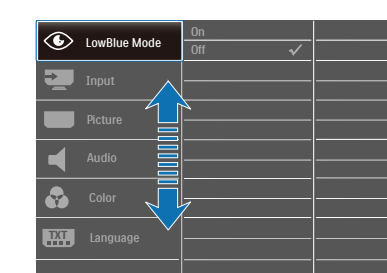 LowBlue Mode
On
Off
Input
Picture
Audio
Color
TXT
Language